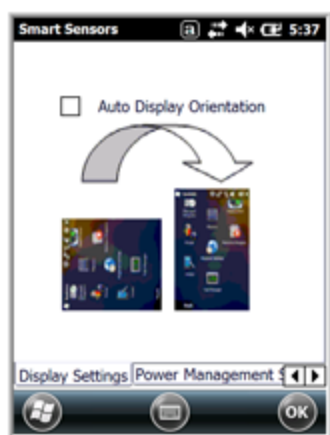 Smart Sensors a 5:37
Auto Display Orientation
Display Settings Power Management S
OK